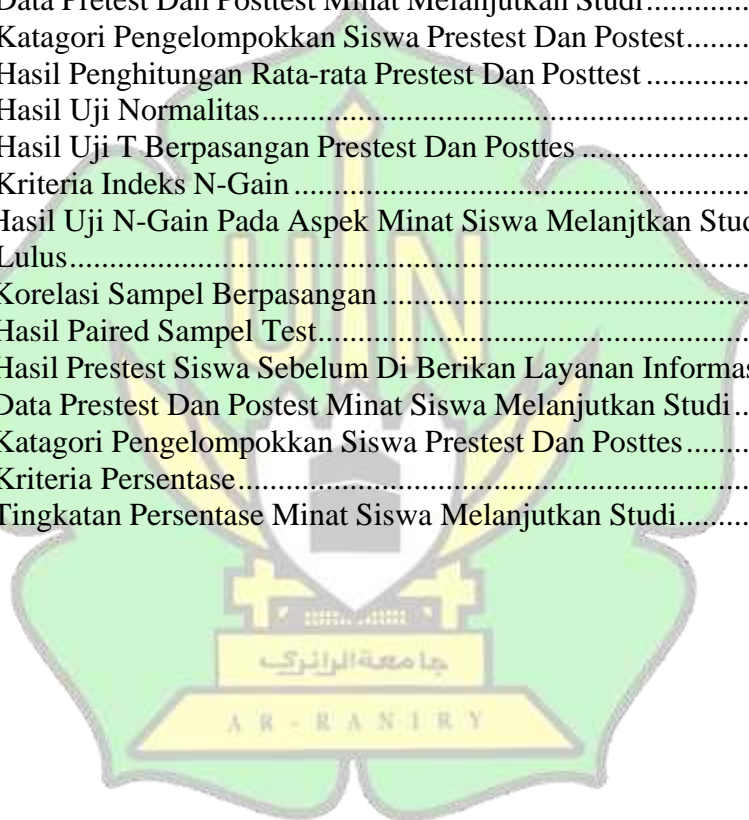 Data Pretest Dan Posttest Minat Melanjutkan Studi....................
Katagori Pengelompokkan Siswa Prestest Dan Postest.............
Hasil Penghitungan Rata-rata Prestest Dan Posttest..................
Hasil Uji Normalitas...................................................................
Hasil Uji T Berpasangan Prestest Dan Posttes ..........................
Kriteria Indeks N-Gain...............................................................
Hasil Uji N-Gain Pada Aspek Minat Siswa Melanjtkan Stud
Lulus..........................................................................................
Korelasi Sampel Berpasangan....................................................
Hasil Paired Sampel Test............................................................
Hasil Prestest Siswa Sebelum Di Berikan Layanan Informas
Data Prestest Dan Postest Minat Siswa Melanjutkan Studi.......
Katagori Pengelompokkan Siswa Prestest Dan Posttes.............
Kriteria Persentase......................................................................
Tingkatan Persentase Minat Siswa Melanjutkan Studi..............
UIN
جامعة الرانري
AR-RANIRY